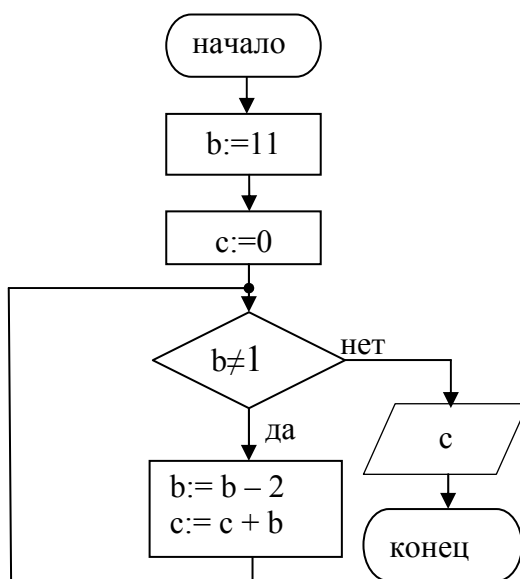 начало
b:=11
c:=0
b≠1
нет
да
b:= b – 2
c:= c + b
c
конец